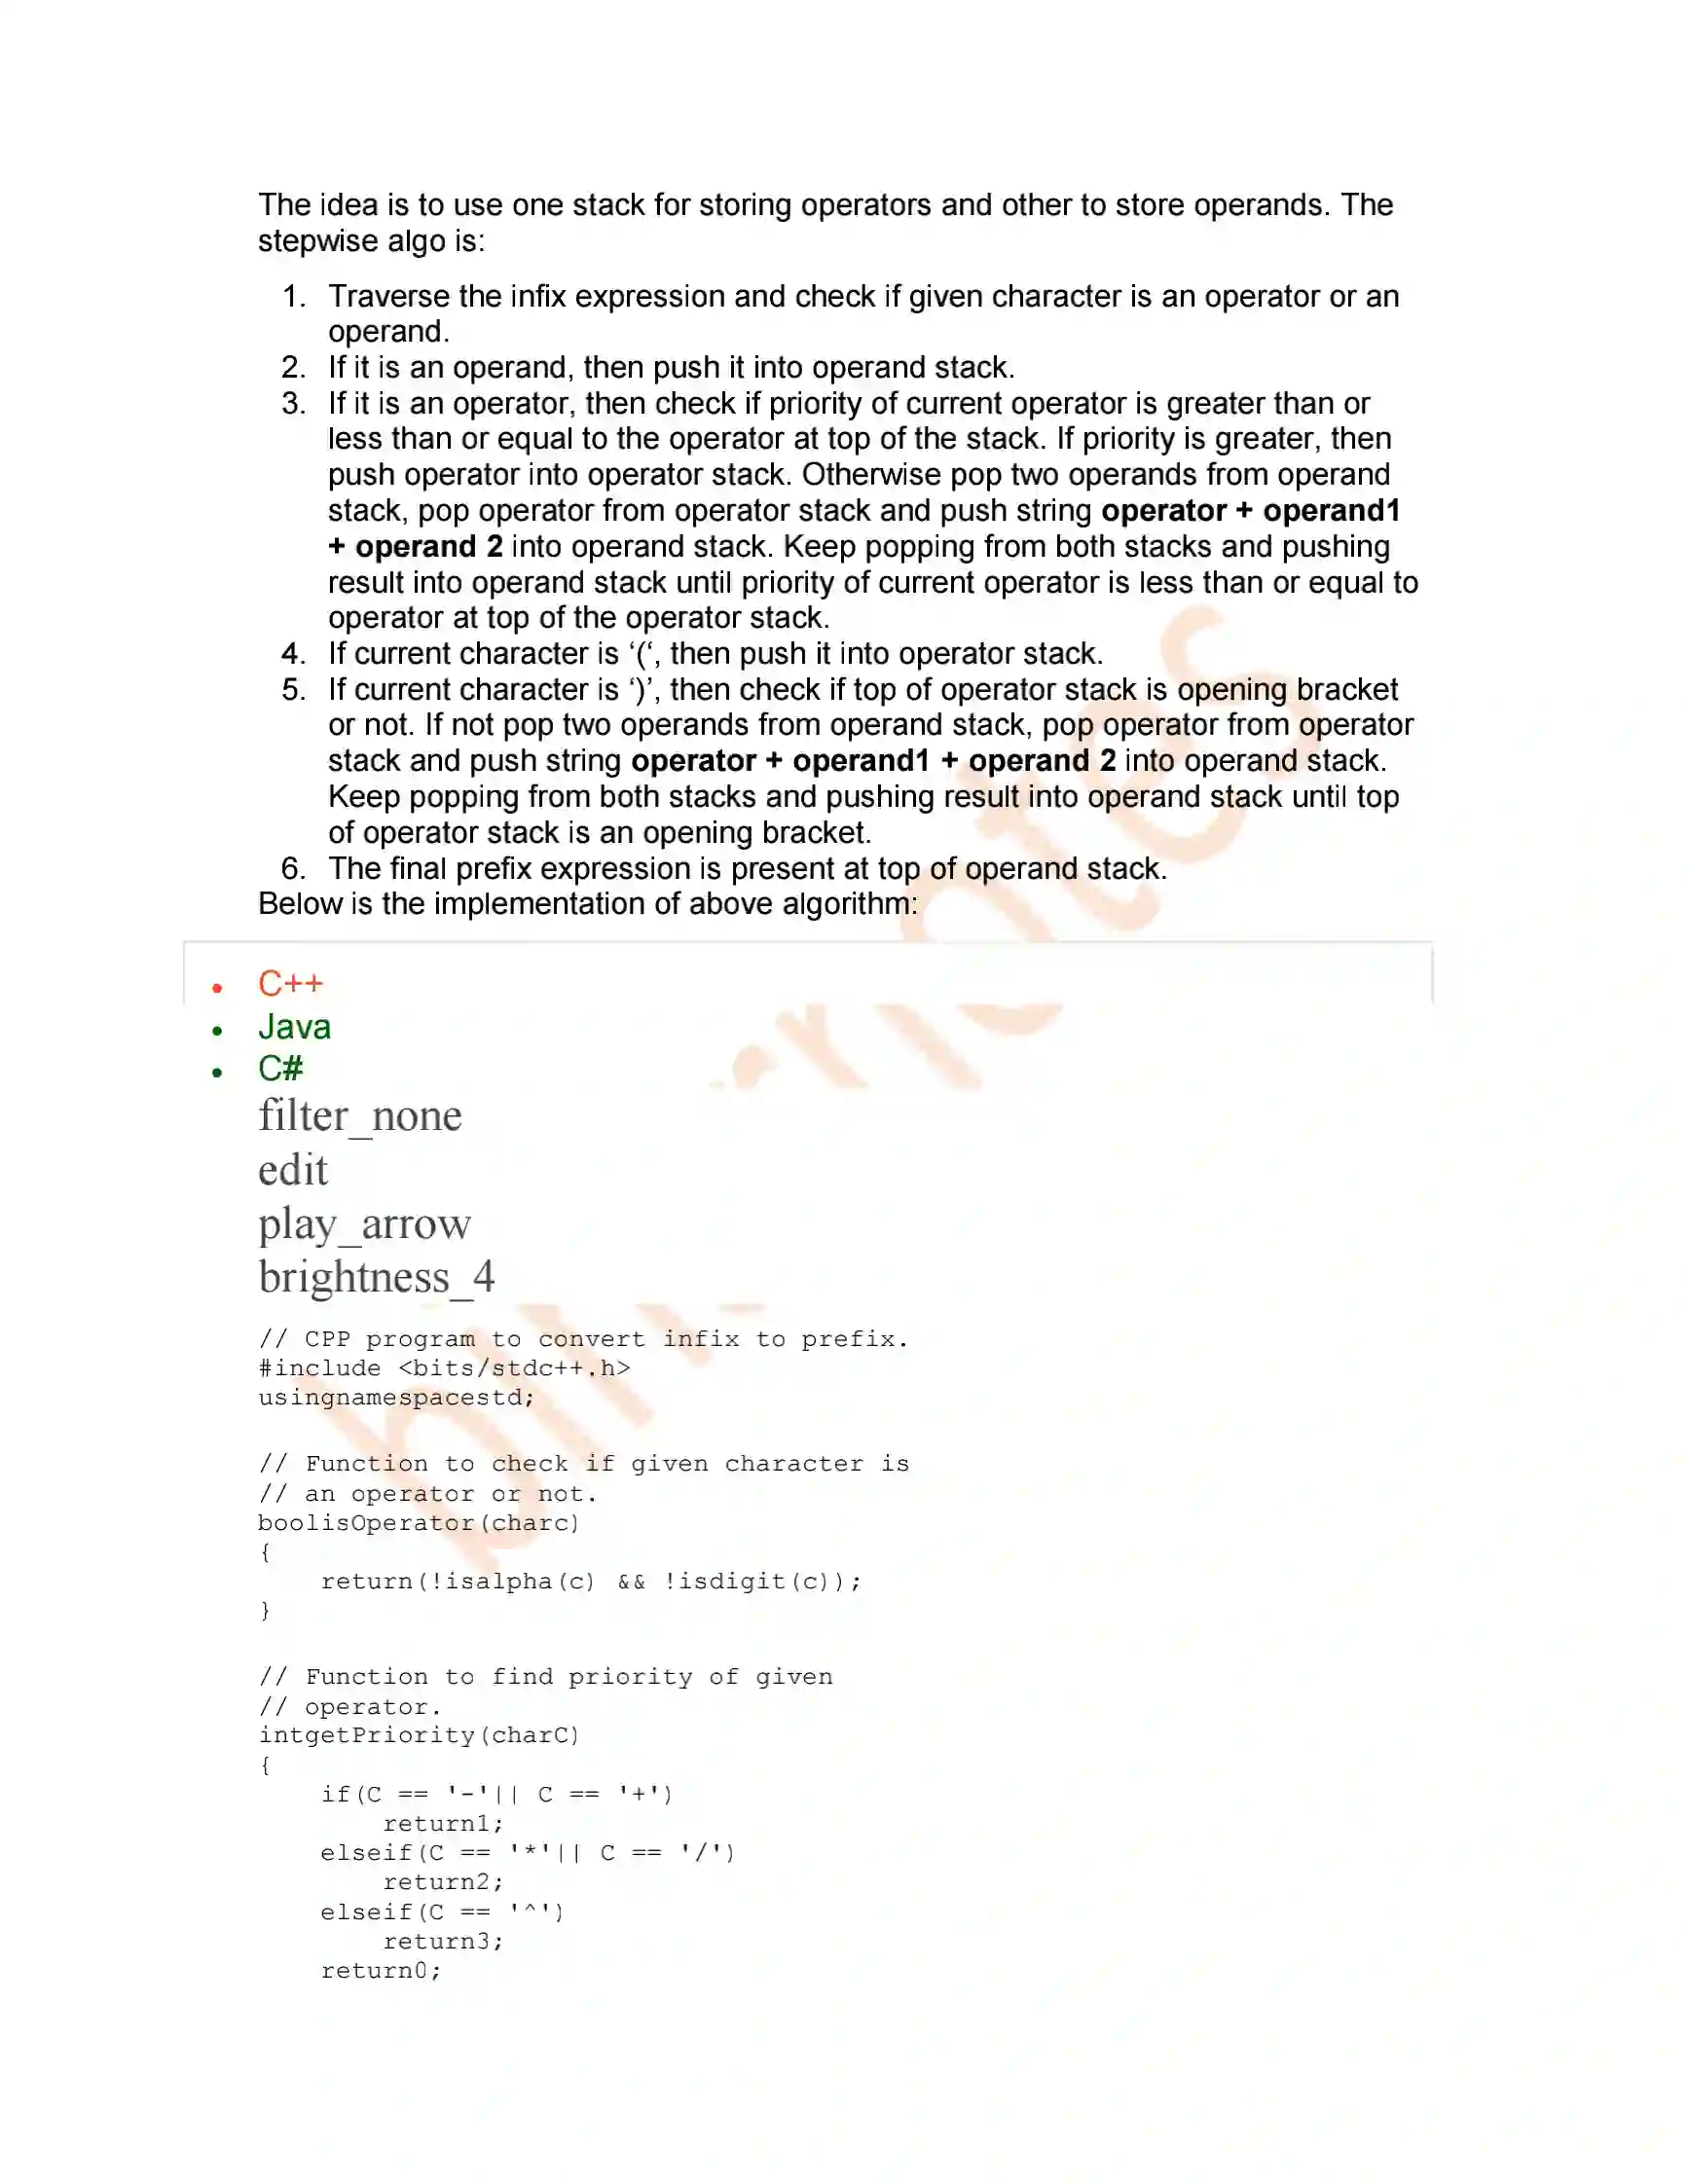 The idea is to use one stack for storing operators and other to store operands. The
stepwise algo is:
1. Traverse the infix expression and check if given character is an operator or an
operand.
2. If it is an operand, then push it into operand stack.
3. If it is an operator, then check if priority of current operator is greater than or
less than or equal to the operator at top of the stack. If priority is greater, then
push operator into operator stack. Otherwise pop two operands from operand
stack, pop operator from operator stack and push string operator + operand1
+ operand 2 into operand stack. Keep popping from both stacks and pushing
result into operand stack until priority of current operator is less than or equal to
operator at top of the operator stack.
4. If current character is ‘(‘, then push it into operator stack.
5. If current character is ‘)’, then check if top of operator stack is opening bracket
or not. If not pop two operands from operand stack, pop operator from operator
stack and push string operator + operand1 + operand 2 into operand stack.
Keep popping from both stacks and pushing result into operand stack until top
of operator stack is an opening bracket.
6. The final prefix expression is present at top of operand stack.
Below is the implementation of above algorithm:
• C++
• Java
• C#
filter_none
edit
play_arrow
brightness_4
// CPP program to convert infix to prefix.
#include <bits/stdc++.h>
usingnamespacestd;
// Function to check if given character is
// an operator or not.
boolisOperator(charc)
{
    return(!isalpha(c) && !isdigit(c));
}
// Function to find priority of given
// operator.
intgetPriority(charC)
{
    if(C == '-'|| C == '+')
        return1;
    elseif(C == '*'|| C == '/')
        return2;
    elseif(C == '^')
        return3;
    return0;